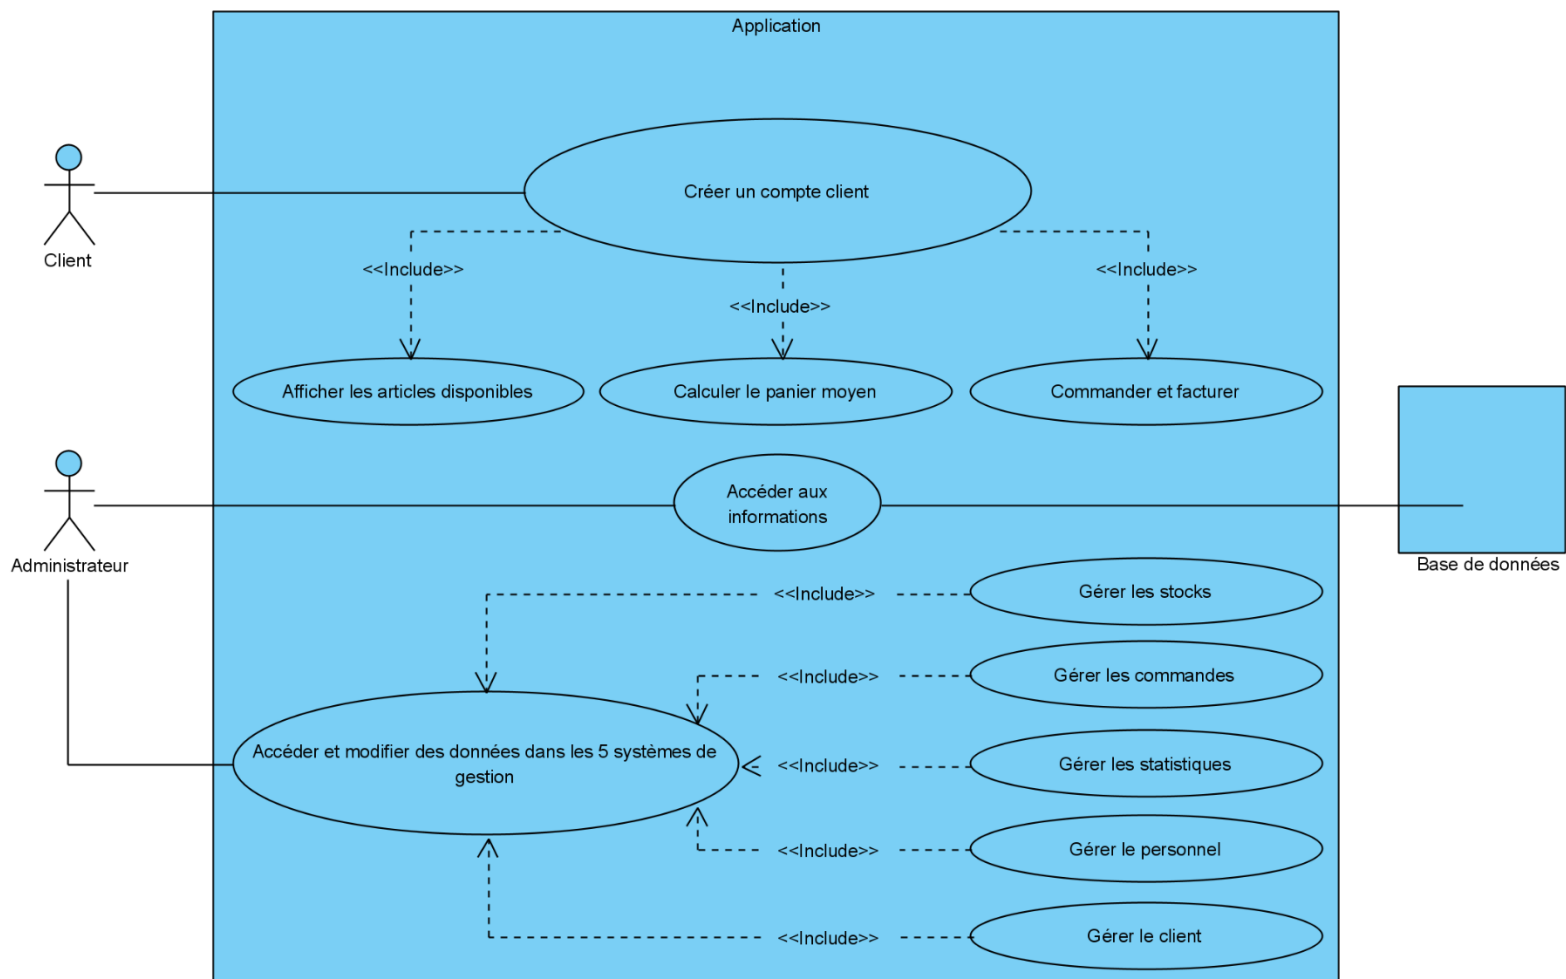 Application
Créer un compte client
Client
<<Include>>
<<Include>>
<<Include>>
Afficher les articles disponibles
Calculer le panier moyen
Commander et facturer
Accéder aux
informations
Administrateur
Base de données
<<Include>>
Gérer les stocks
<<Include>>
Gérer les commandes
Accéder et modifier des données dans les 5 systèmes de
gestion
<<Include>>
Gérer les statistiques
<<Include>>
Gérer le personnel
<<Include>>
Gérer le client